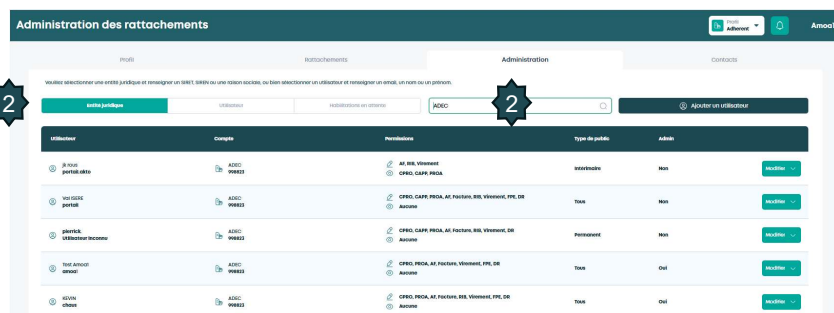 Administration des rattachements
Profil
Adherent
Amoa1
Profil
Rattachements
Administration
Contacts
Veuillez sélectionner une entité juridique et renseigner un SIRET, SIREN ou une raison sociale, ou bien sélectionner un utilisateur et renseigner un email, un nom ou un prénom.
2
Entité juridique
Utilisateur
Habilitations en attente
ADEC
2
Ajouter un utilisateur
Utilisateur
Compte
Permissions
Type de public
Admin
jk rous
portail.akto
ADEC
998823
AF, RIB, Virement
CPRO, CAPP, PROA
Intérimaire
Non
Modifier
Val ISERE
portail
ADEC
998823
CPRO, CAPP, PROA, AF, Facture, RIB, Virement, FPE, DR
Aucune
Tous
Non
Modifier
pierrick.
Utilisateur Inconnu
ADEC
998823
CPRO, CAPP, PROA, AF, Facture, RIB, Virement, DR
Aucune
Permanent
Non
Modifier
Test Amoa1
amoa1
ADEC
998823
CPRO, PROA, AF, Facture, RIB, Virement, FPE, DR
Aucune
Tous
Oui
Modifier
KEVIN
chaus
ADEC
998823
CPRO, PROA, AF, Facture, RIB, Virement, FPE, DR
Aucune
Tous
Oui
Modifier